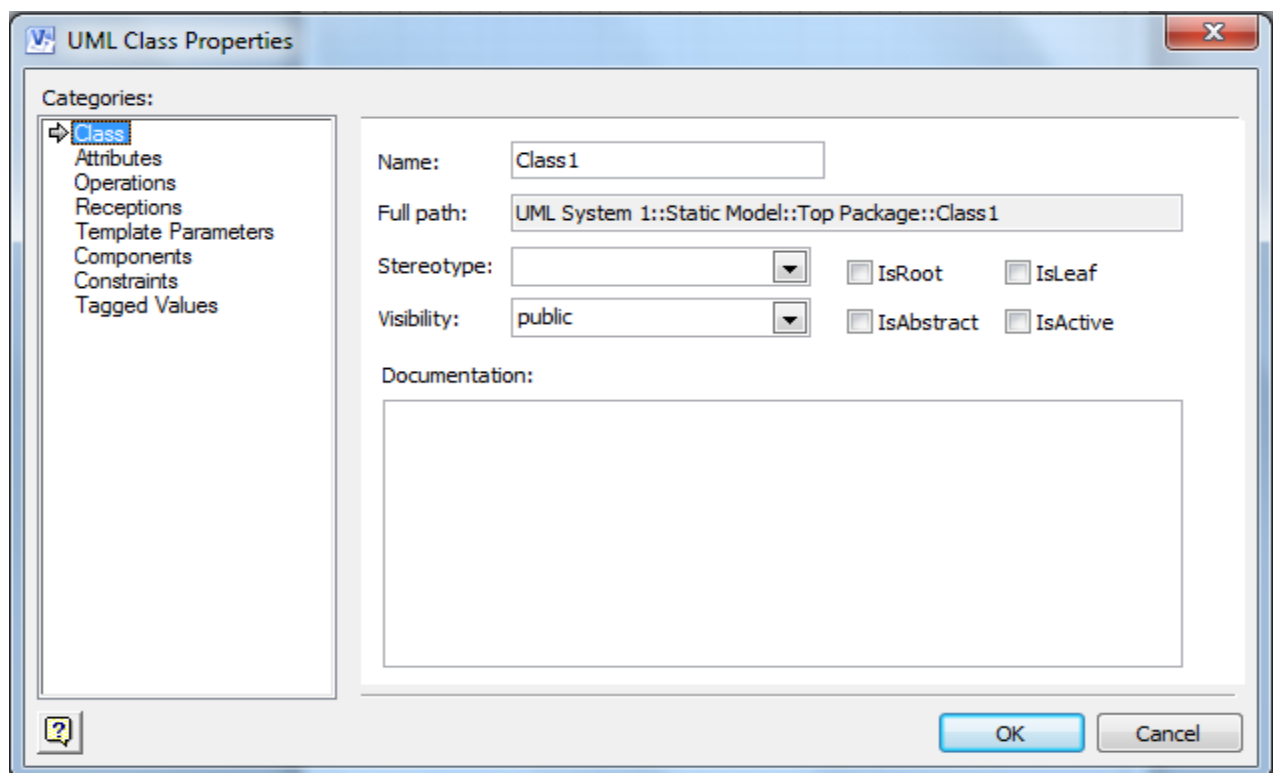 UML Class Properties
Categories:
Class
Attributes
Operations
Receptions
Template Parameters
Components
Constraints
Tagged Values
Name: Class1
Full path: UML System 1::Static Model::Top Package::Class1
Stereotype: IsRoot IsLeaf
Visibility: public IsAbstract IsActive
Documentation:
OK Cancel